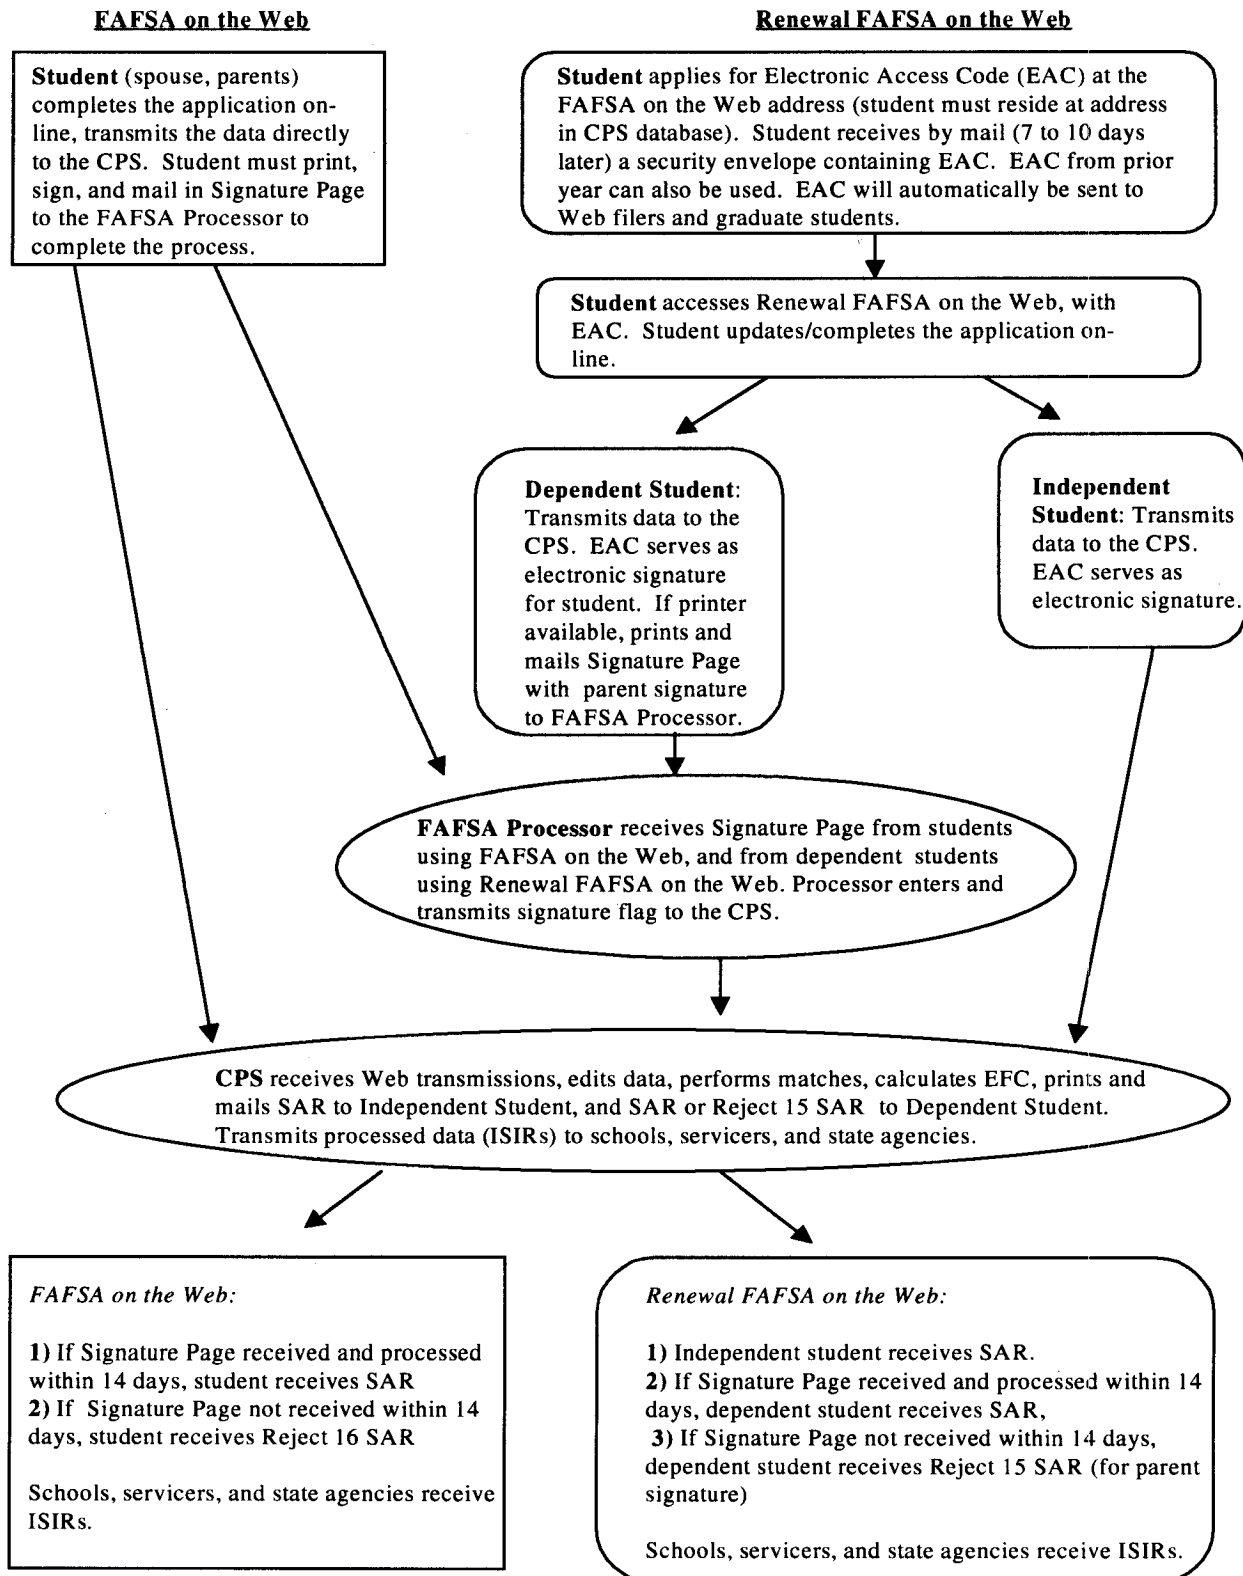 FAFSA on the Web
Student (spouse, parents)
completes the application on-
line, transmits the data directly
to the CPS. Student must print,
sign, and mail in Signature Page
to the FAFSA Processor to
complete the process.
Renewal FAFSA on the Web
Student applies for Electronic Access Code (EAC) at the
FAFSA on the Web address (student must reside at address
in CPS database). Student receives by mail (7 to 10 days
later) a security envelope containing EAC. EAC from prior
year can also be used. EAC will automatically be sent to
Web filers and graduate students.
Student accesses Renewal FAFSA on the Web, with
EAC. Student updates/completes the application on-
line.
Dependent Student:
Transmits data to the
CPS. EAC serves as
electronic signature
for student. If printer
available, prints and
mails Signature Page
with parent signature
to FAFSA Processor.
Independent
Student: Transmits
data to the CPS.
EAC serves as
electronic signature.
FAFSA Processor receives Signature Page from students
using FAFSA on the Web, and from dependent students
using Renewal FAFSA on the Web. Processor enters and
transmits signature flag to the CPS.
CPS receives Web transmissions, edits data, performs matches, calculates EFC, prints and
mails SAR to Independent Student, and SAR or Reject 15 SAR to Dependent Student.
Transmits processed data (ISIRs) to schools, servicers, and state agencies.
FAFSA on the Web:
1) If Signature Page received and processed
within 14 days, student receives SAR
2) If Signature Page not received within 14
days, student receives Reject 16 SAR
Schools, servicers, and state agencies receive
ISIRs.
Renewal FAFSA on the Web:
1) Independent student receives SAR.
2) If Signature Page received and processed within 14
days, dependent student receives SAR,
3) If Signature Page not received within 14 days,
dependent student receives Reject 15 SAR (for parent
signature)
Schools, servicers, and state agencies receive ISIRs.